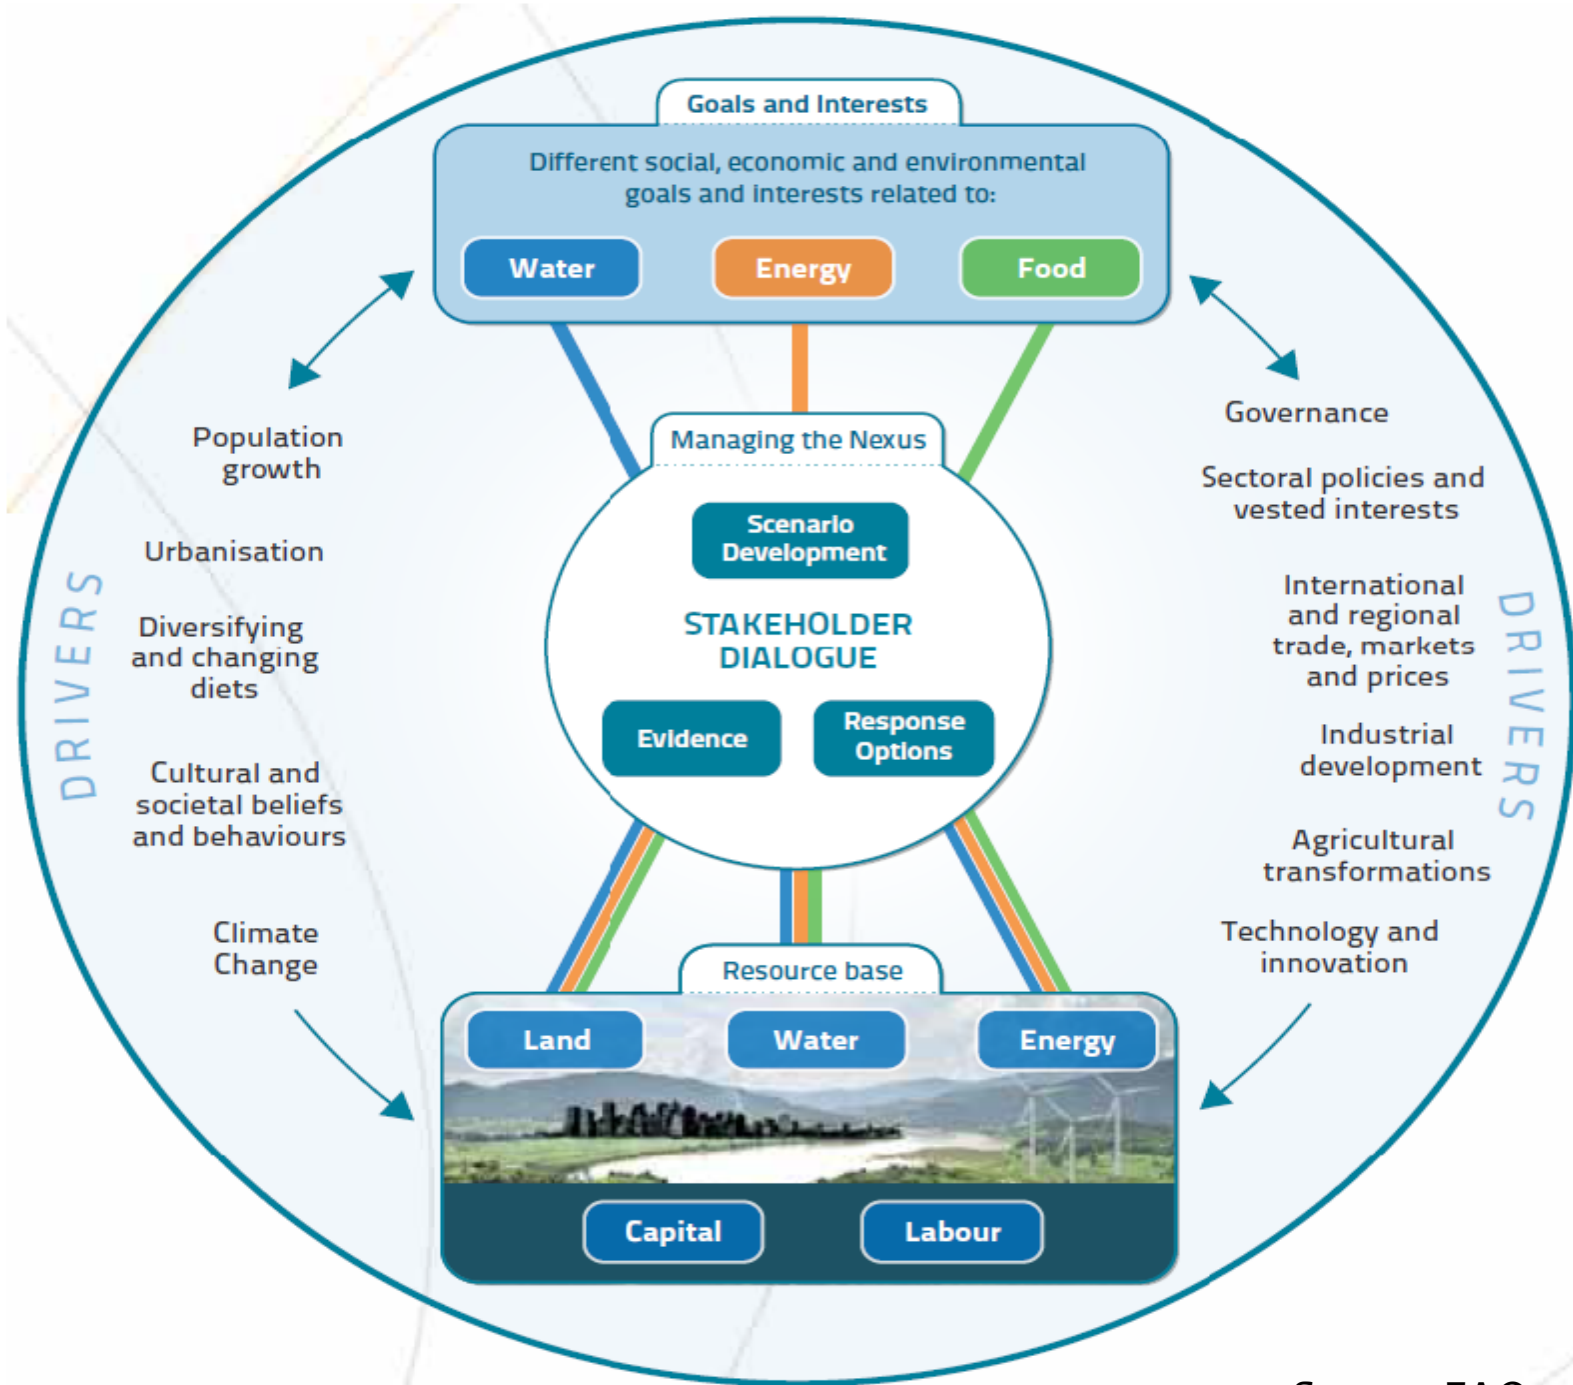 Goals and Interests
Different social, economic and environmental
goals and interests related to:
Water
Energy
Food
Population
growth
Urbanisation
Diversifying
and changing
diets
Cultural and
societal beliefs
and behaviours
Climate
Change
DRIVERS
Managing the Nexus
Scenario
Development
STAKEHOLDER
DIALOGUE
Evidence
Response
Options
Governance
Sectoral policies and
vested interests
International
and regional
trade, markets
and prices
Industrial
development
Agricultural
transformations
Technology and
innovation
DRIVERS
Resource base
Land
Water
Energy
Capital
Labour